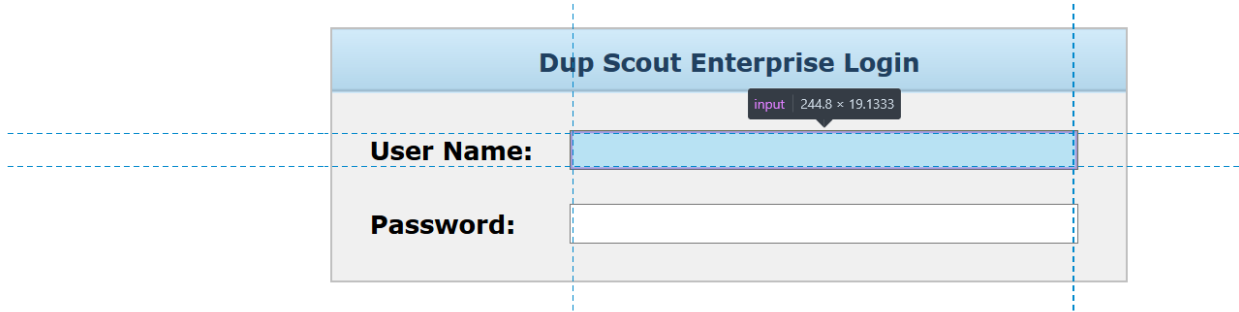 Dup Scout Enterprise Login
input 244.8 × 19.1333
User Name:
Password: